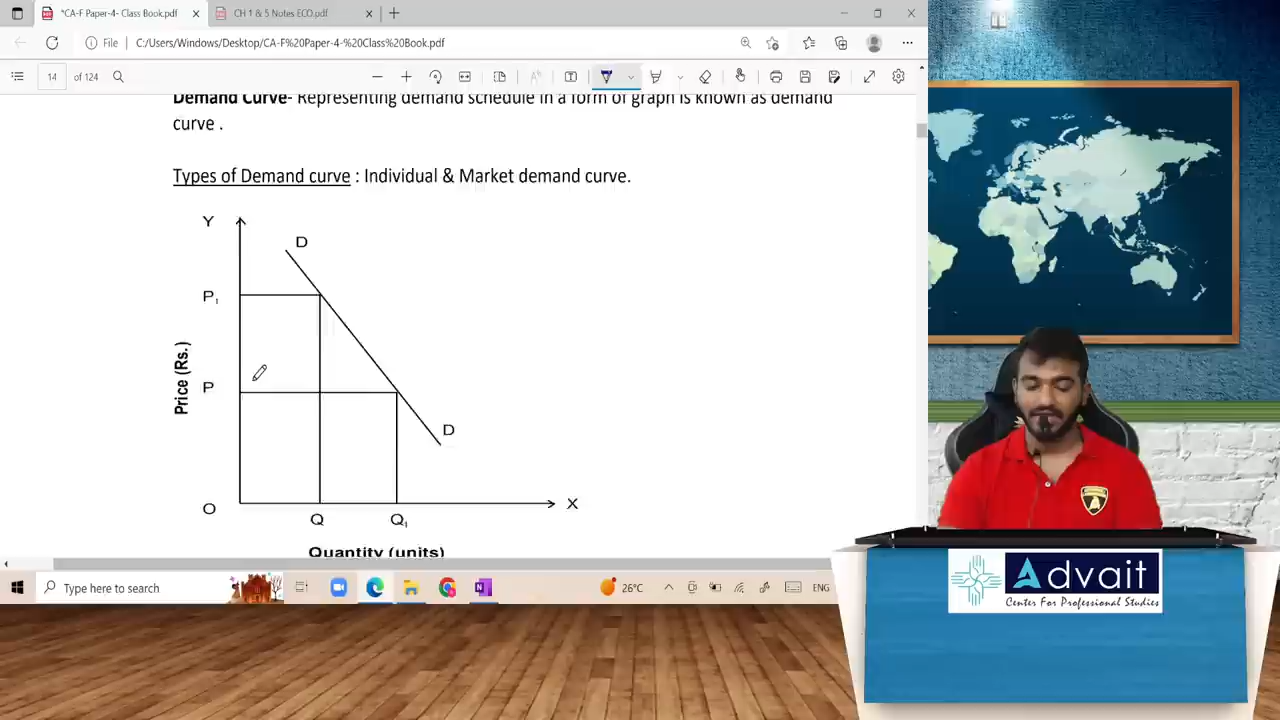 *CA-F Paper-4- Class Book.pdf
CH 1 & 5 Notes ECO.pdf
File
C:/Users/Windows/Desktop/CA-F%20Paper-4-%20Class%20Book.pdf
14 of 124
Demand Curve- Representing demand schedule in a form of graph is known as demand
curve .
Types of Demand curve : Individual & Market demand curve.
Y
D
P1
Price (Rs.)
P
D
O
X
Q
Q1
Quantity (units)
Type here to search
26°C
ENG
Advait
Center For Professional Studies